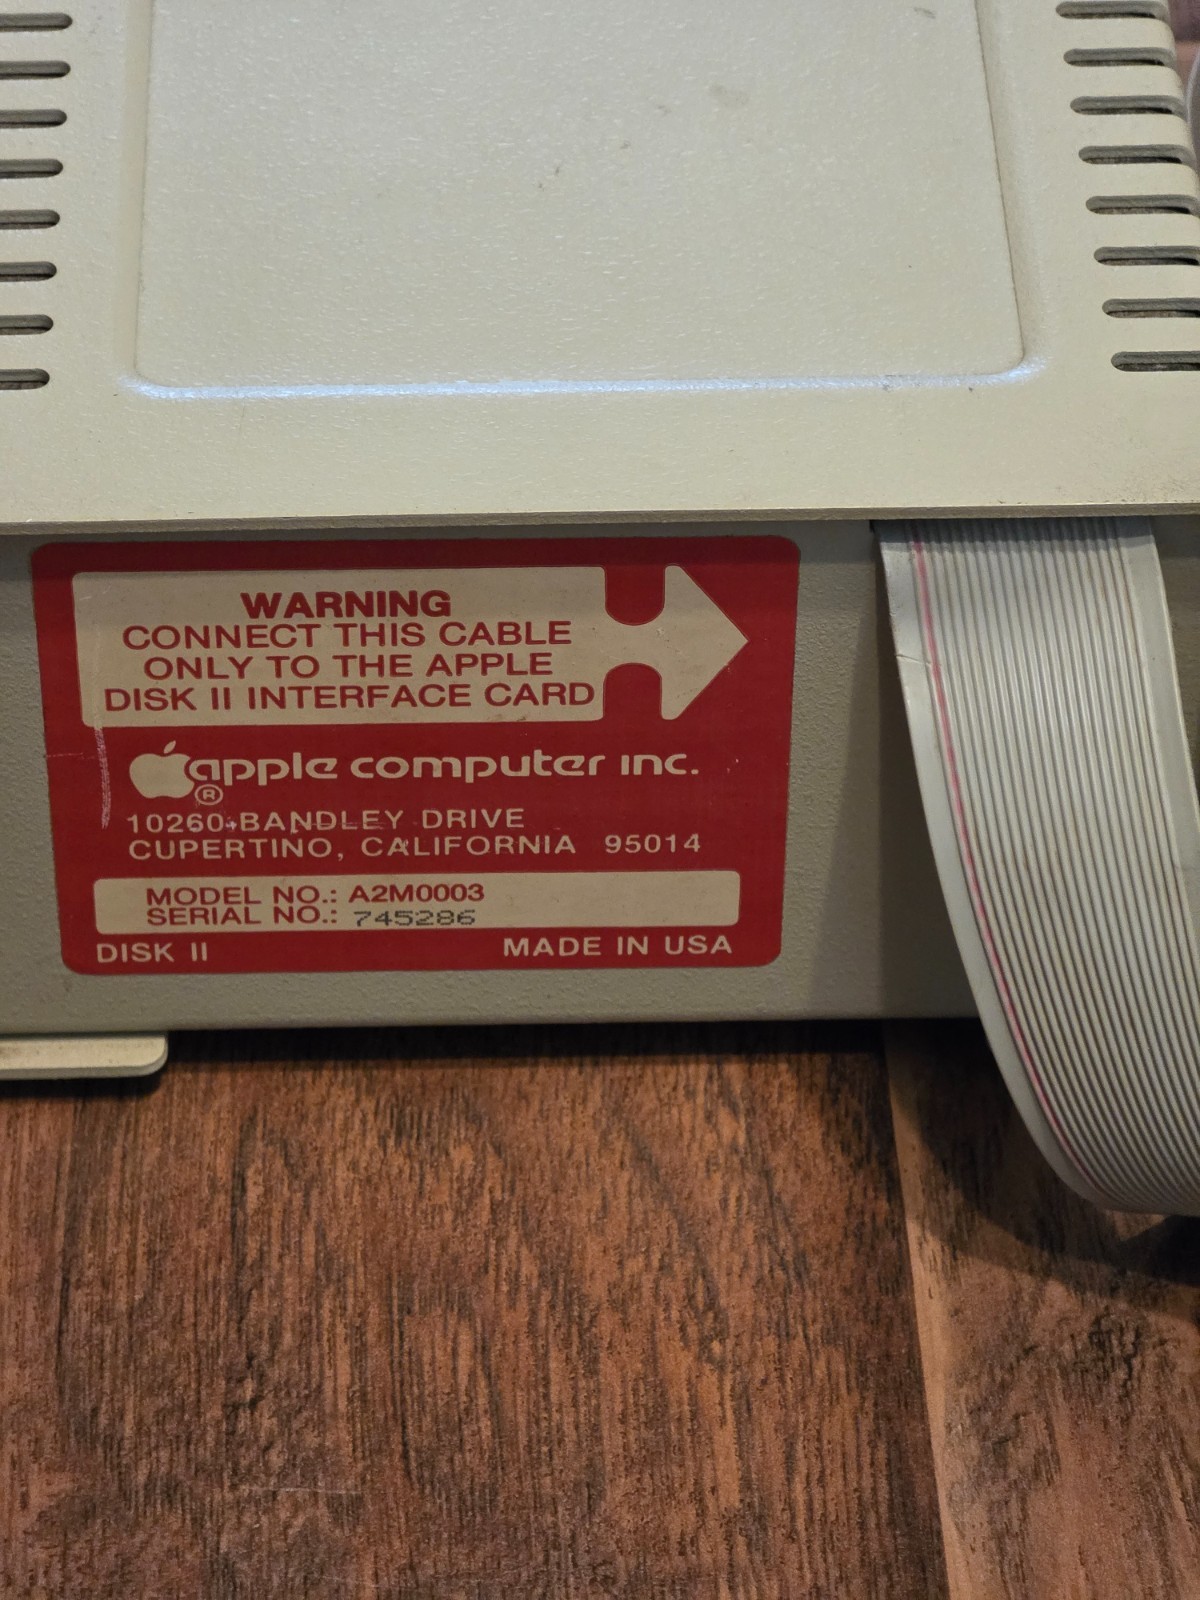 WARNING
CONNECT THIS CABLE
ONLY TO THE APPLE
DISK II INTERFACE CARD
apple computer inc.
®
10260 BANDLEY DRIVE
CUPERTINO, CALIFORNIA 95014
MODEL NO.: A2M0003
SERIAL NO.: 745286
DISK II MADE IN USA